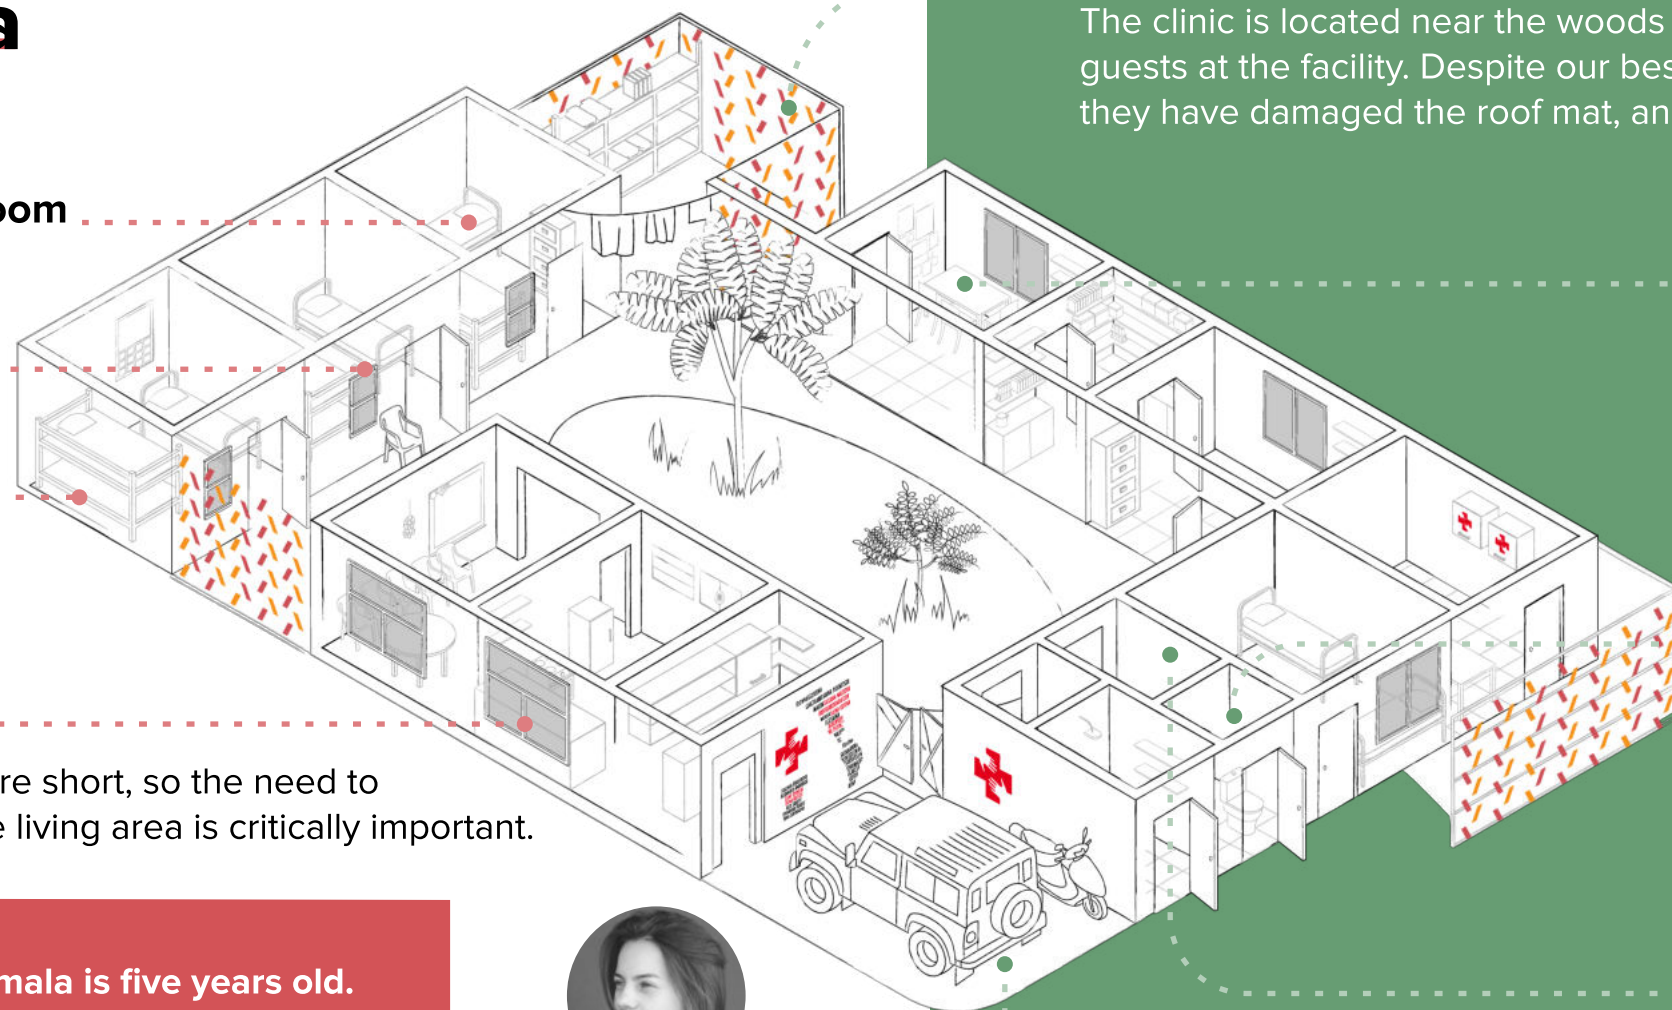 a
The clinic is located near the woods
guests at the facility. Despite our bes
they have damaged the roof mat, an
oom
re short, so the need to
e living area is critically important.
mala is five years old.